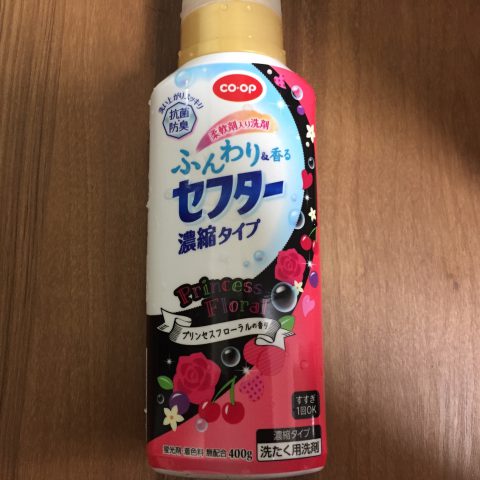 CO·OP
洗い上がりスッキリ
抗菌
防臭
柔軟剤入り洗剤
ふんわり&香る
セフター
濃縮タイプ
Princess
Floral
プリンセスフローラルの香り
すすぎ
1回OK
濃縮タイプ
洗たく用洗剤
蛍光剤・着色料 無配合 400g